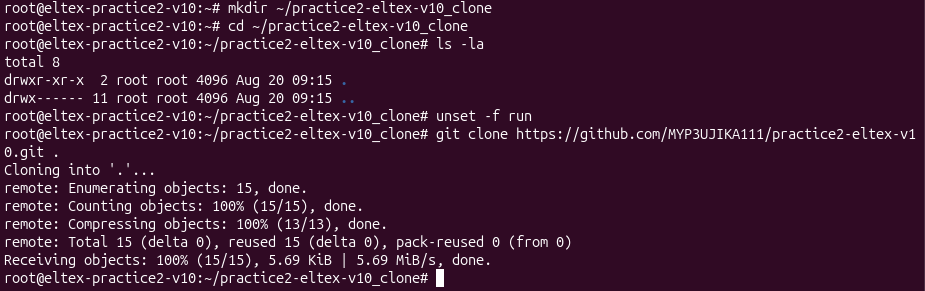 root@eltex-practice2-v10:~# mkdir ~/practice2-eltex-v10_clone
root@eltex-practice2-v10:~# cd ~/practice2-eltex-v10_clone
root@eltex-practice2-v10:~/practice2-eltex-v10_clone# ls -la
total 8
drwxr-xr-x  2 root root 4096 Aug 20 09:15 .
drwx------ 11 root root 4096 Aug 20 09:15 ..
root@eltex-practice2-v10:~/practice2-eltex-v10_clone# unset -f run
root@eltex-practice2-v10:~/practice2-eltex-v10_clone# git clone https://github.com/MYP3UJIKA111/practice2-eltex-v1
0.git .
Cloning into '.'...
remote: Enumerating objects: 15, done.
remote: Counting objects: 100% (15/15), done.
remote: Compressing objects: 100% (13/13), done.
remote: Total 15 (delta 0), reused 15 (delta 0), pack-reused 0 (from 0)
Receiving objects: 100% (15/15), 5.69 KiB | 5.69 MiB/s, done.
root@eltex-practice2-v10:~/practice2-eltex-v10_clone#